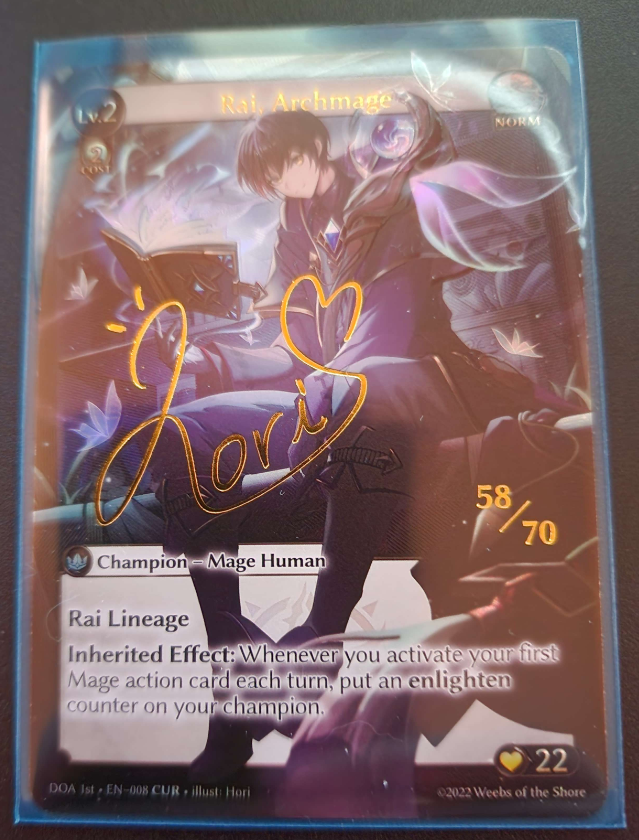 Lv.2
Rai, Archmage
NORM
2
COST
Hori
58/70
Champion – Mage Human
Rai Lineage
Inherited Effect: Whenever you activate your first
Mage action card each turn, put an enlighten
counter on your champion.
22
DOA 1st • EN-008 CUR • illust: Hori
©2022 Weebs of the Shore